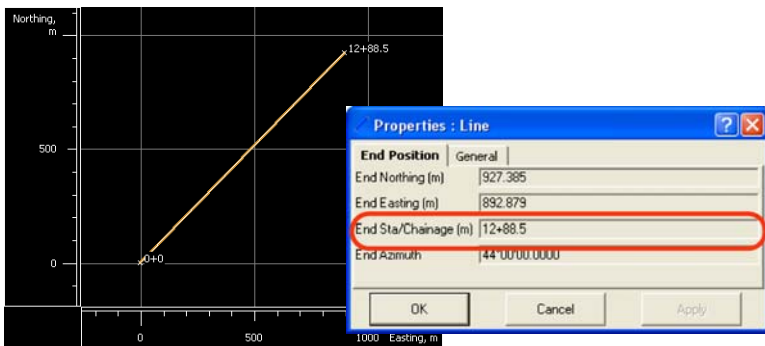 Northing,
m
12+88.5
500
0+0
0
0
500
1000 Easting, m
Properties : Line
End Position
General
End Northing (m) 927.385
End Easting (m) 892.879
End Sta/Chainage (m) 12+88.5
End Azimuth 44°00'00.0000
OK
Cancel
Apply